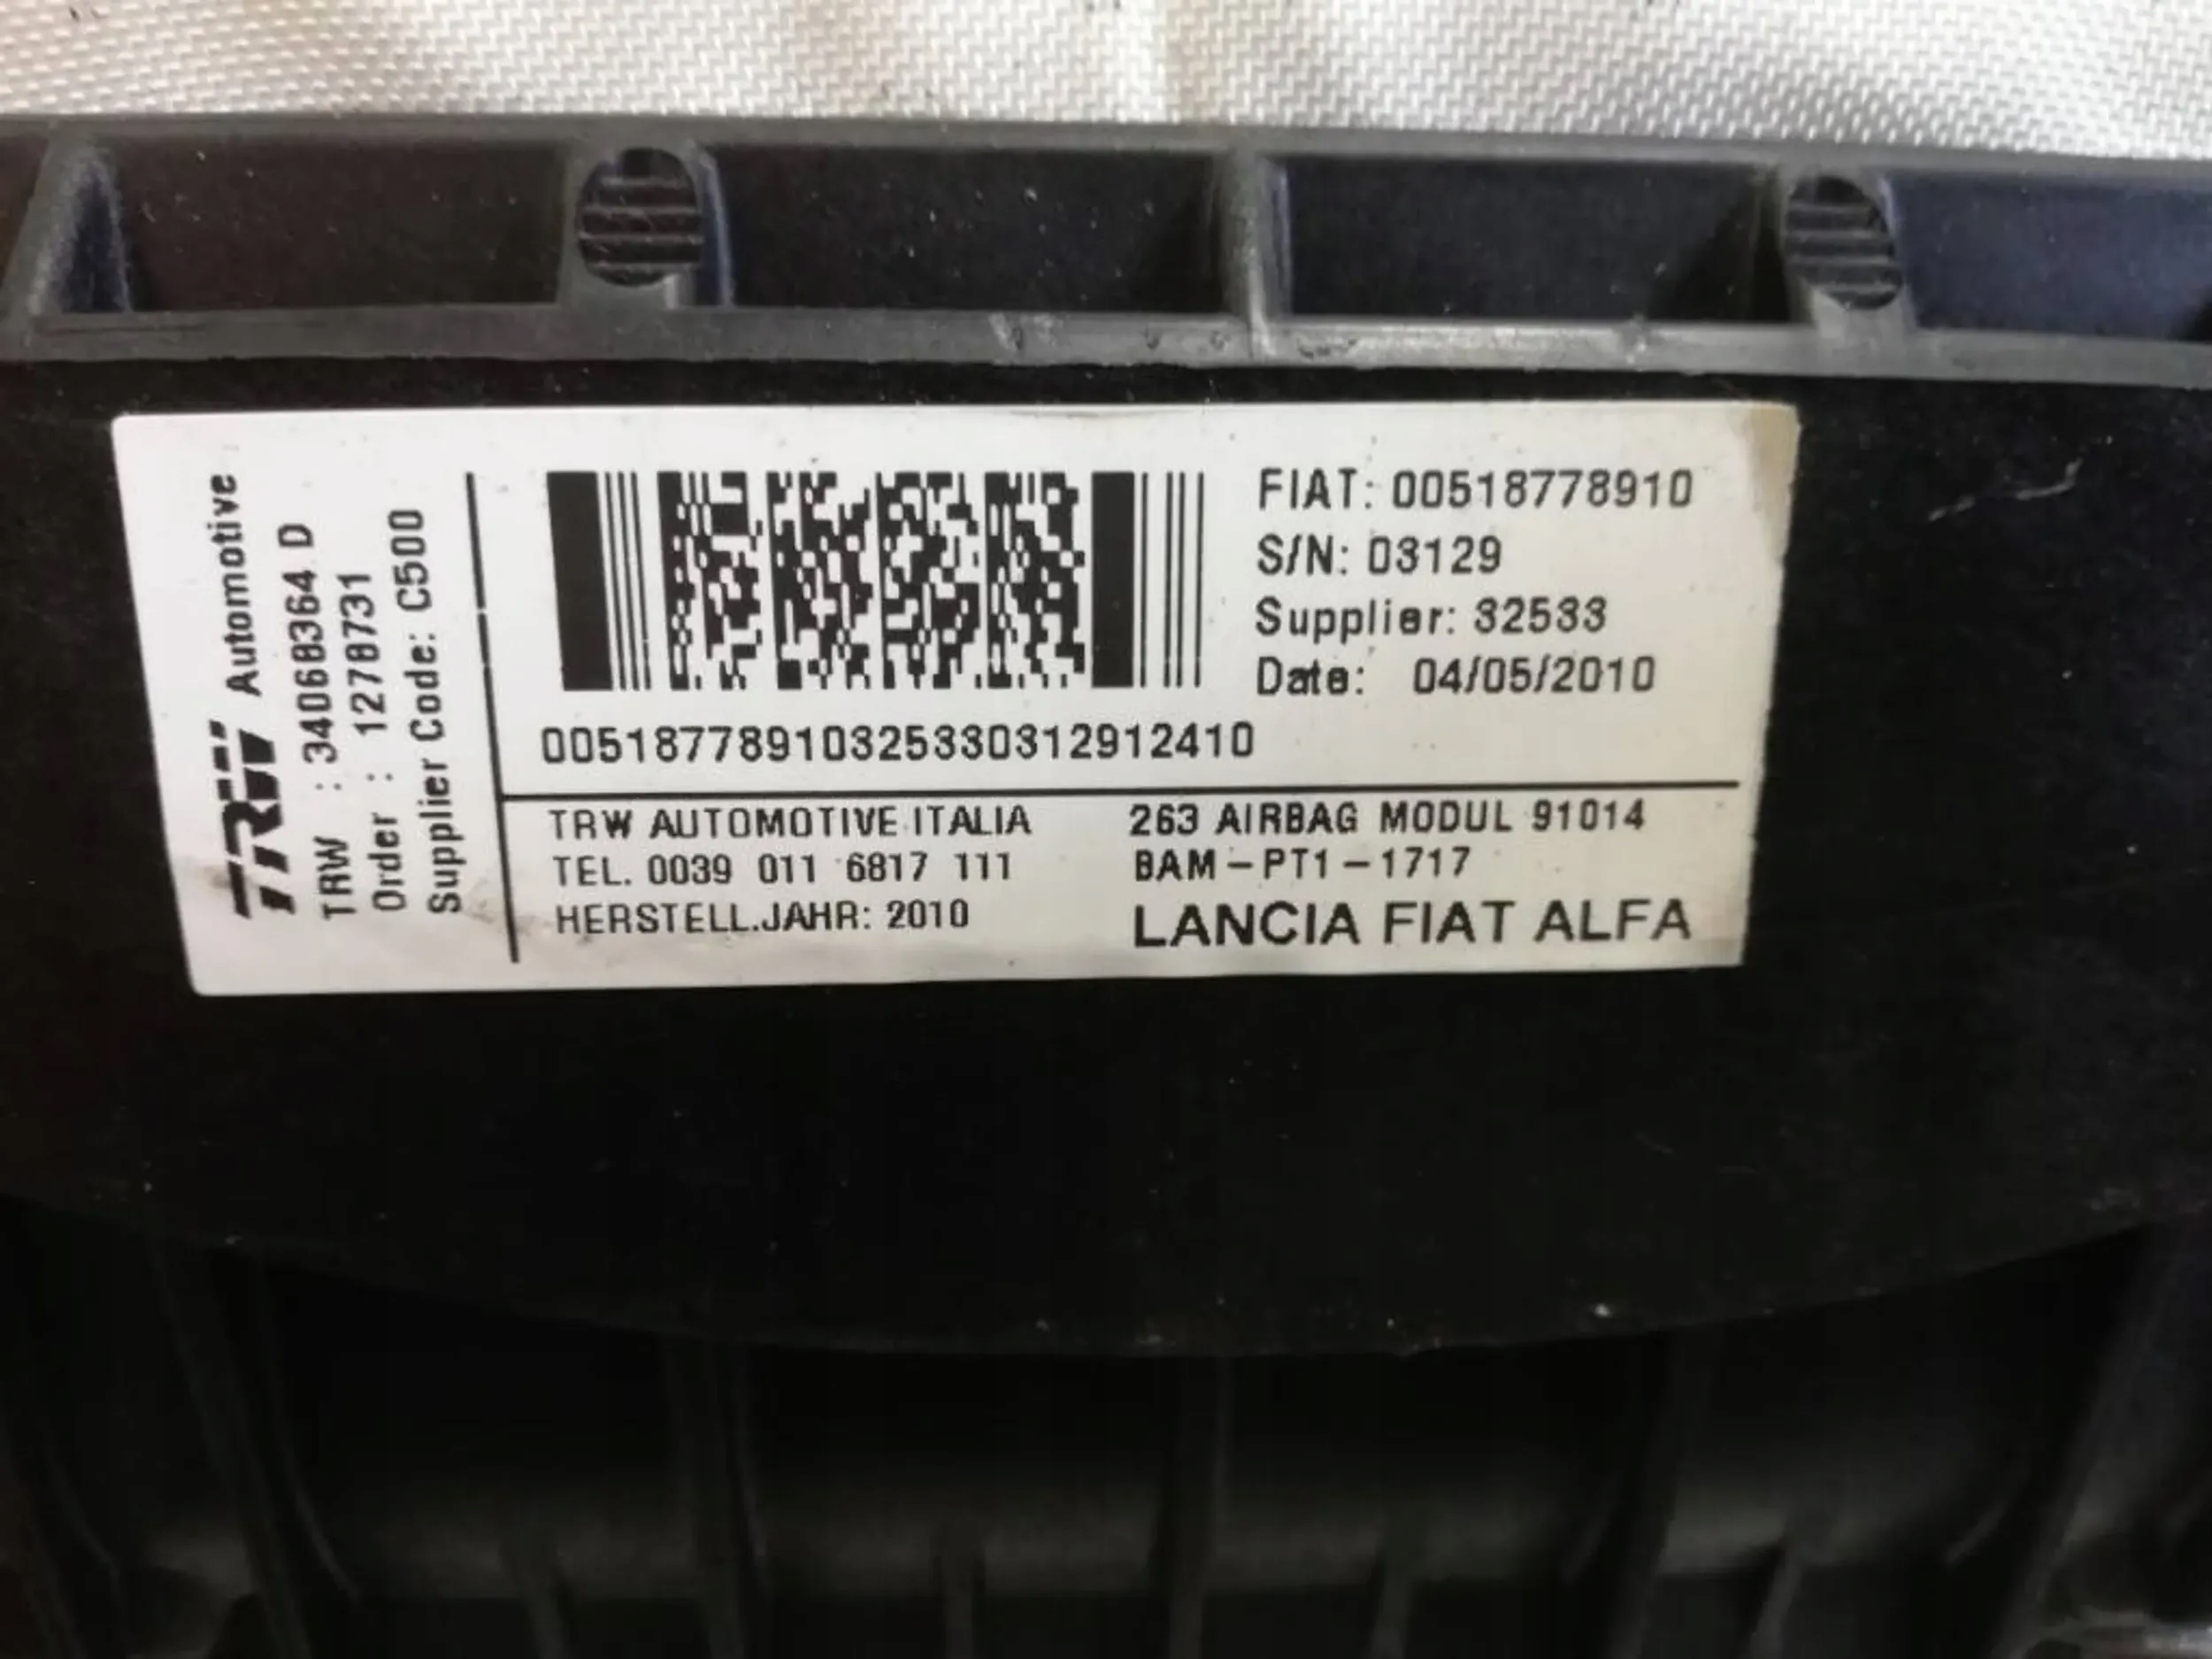 TRW Automotive
TRW : 34068364 D
Order : 12787731
Supplier Code: C500
FIAT: 00518778910
S/N: 03129
Supplier: 32533
Date: 04/05/2010
00518778910325330312912410
TRW AUTOMOTIVE ITALIA
TEL. 0039 011 6817 111
HERSTELL.JAHR: 2010
263 AIRBAG MODUL 91014
BAM-PT1-1717
LANCIA FIAT ALFA